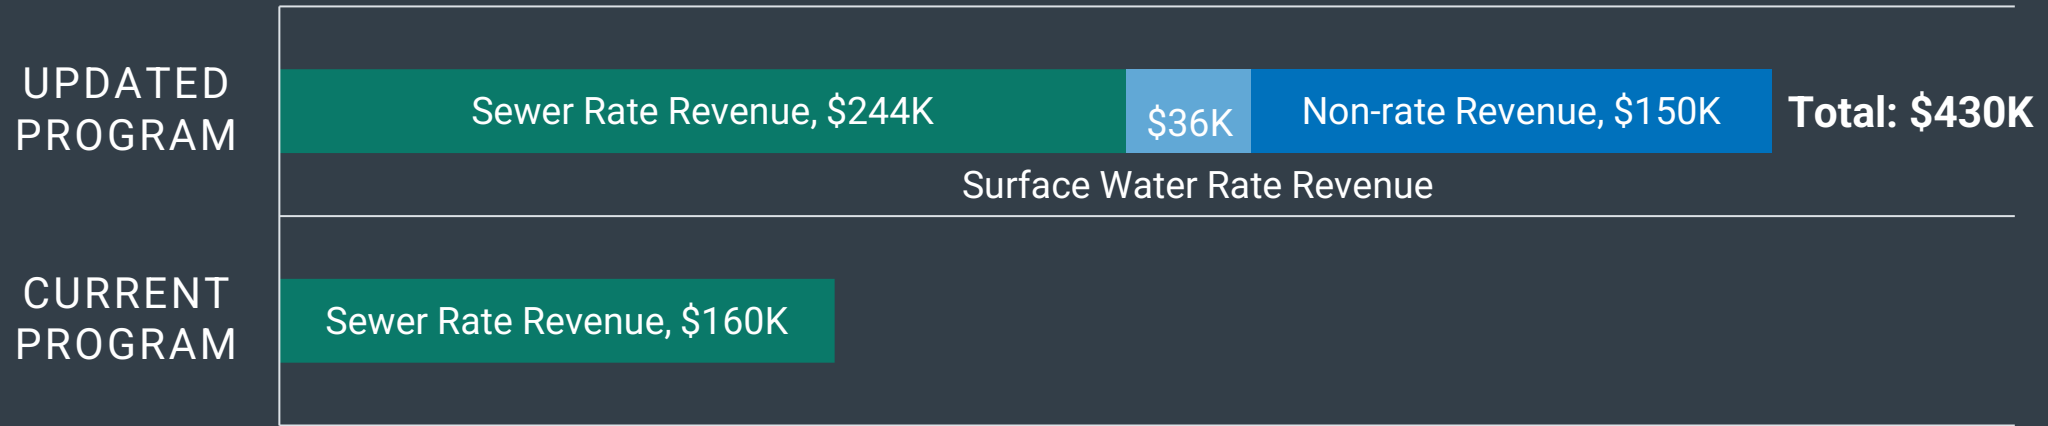 UPDATED
PROGRAM
Sewer Rate Revenue, $244K
$36K
Non-rate Revenue, $150K
Total: $430K
Surface Water Rate Revenue
CURRENT
PROGRAM
Sewer Rate Revenue, $160K